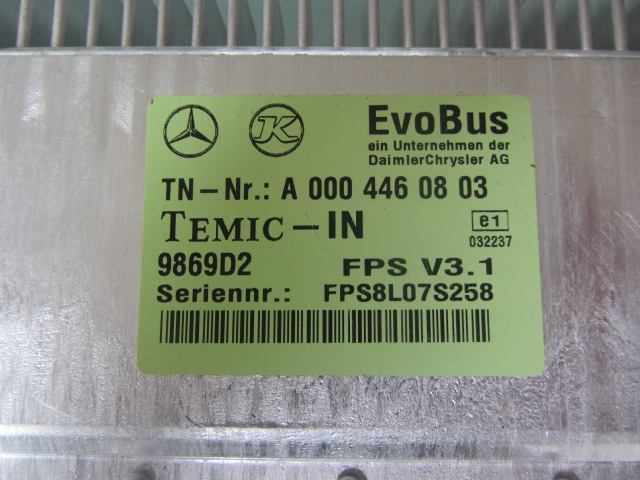 K
EvoBus
ein Unternehmen der
DaimlerChrysler AG
TN-Nr.: A 000 446 08 03
TEMIC-IN
e1
032237
9869D2 FPS V3.1
Seriennr.: FPS8L07S258